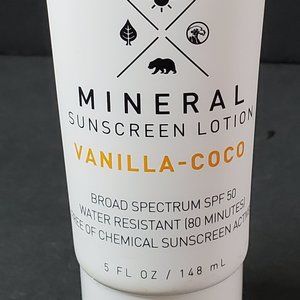 MINERAL
SUNSCREEN LOTION
VANILLA-COCO
BROAD SPECTRUM SPF 50
WATER RESISTANT (80 MINUTES)
OF CHEMICAL SUNSCREEN
5 FL OZ / 148 mL